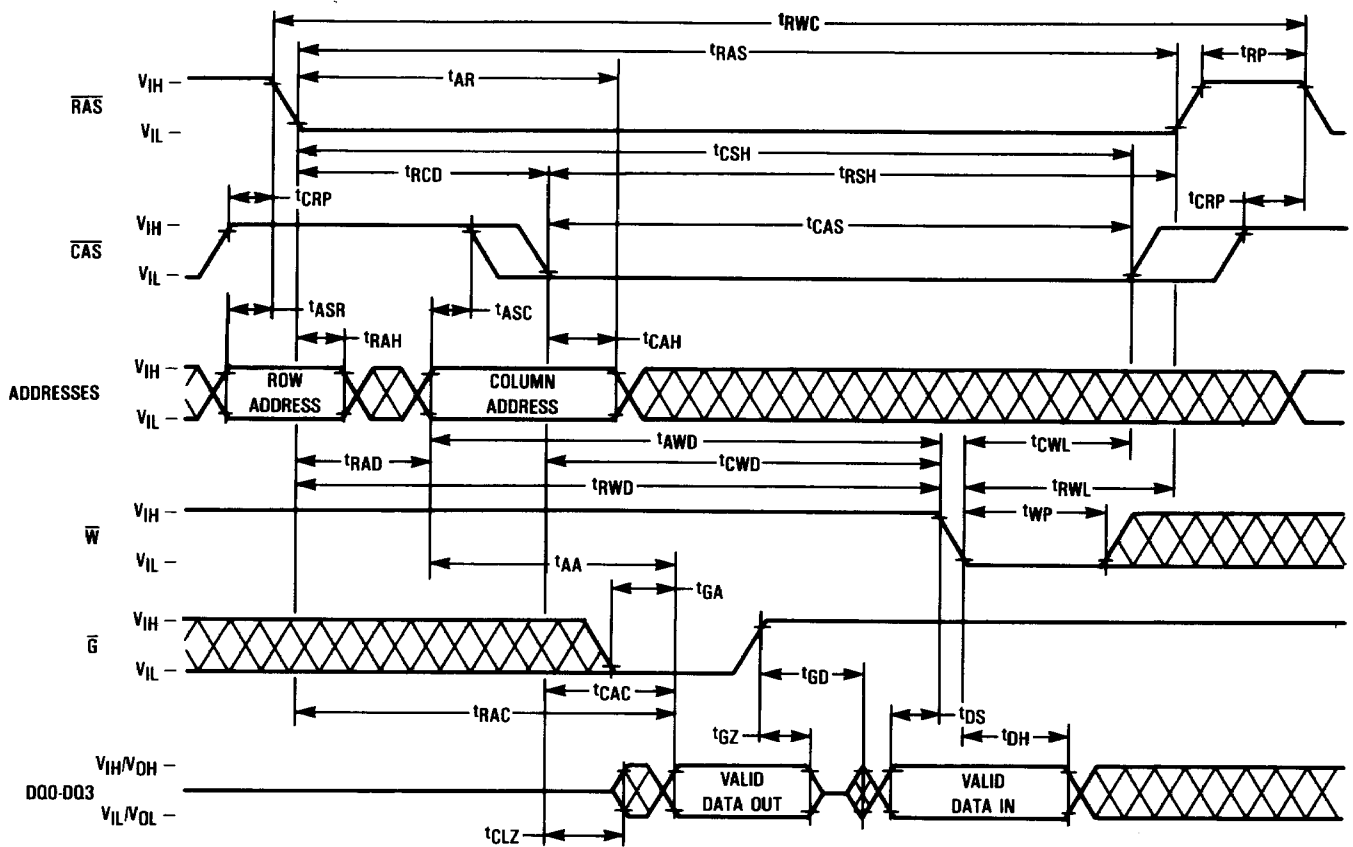 tRWC
tRAS
tRP
tAR
VIH
RAS
VIL
tCSH
tRCD
tRSH
tCRP
tCRP
VIH
tCAS
CAS
VIL
tASR
tASC
tRAH
tCAH
VIH
ADDRESSES
ROW
ADDRESS
COLUMN
ADDRESS
VIL
tAWD
tCWL
tRAD
tCWD
tRWD
tRWL
VIH
tWP
W
VIL
tAA
tGA
VIH
G
VIL
tGD
tCAC
tRAC
tDS
tGZ
tDH
VIH/VOH
DQ0-DQ3
VALID
DATA OUT
VALID
DATA IN
VIL/VOL
tCLZ